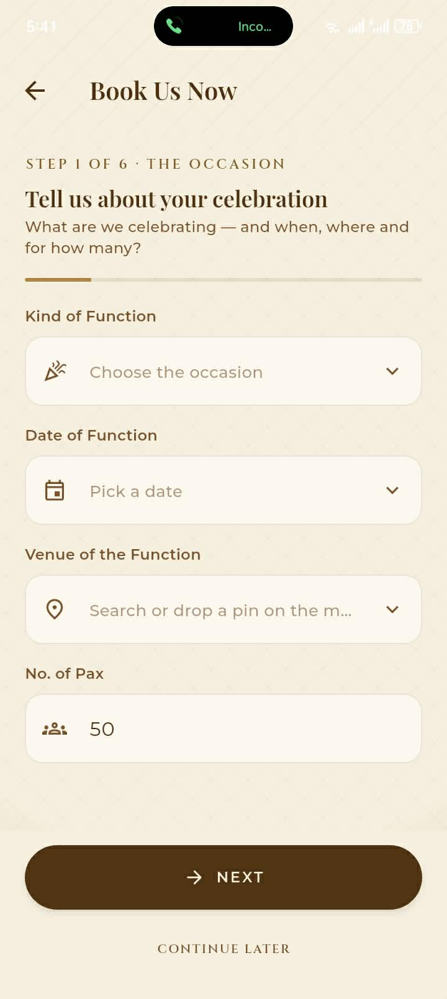 5:41
Inco...
78
Book Us Now
STEP 1 OF 6 · THE OCCASION
Tell us about your celebration
What are we celebrating — and when, where and
for how many?
Kind of Function
Choose the occasion
Date of Function
Pick a date
Venue of the Function
Search or drop a pin on the m...
No. of Pax
50
NEXT
CONTINUE LATER